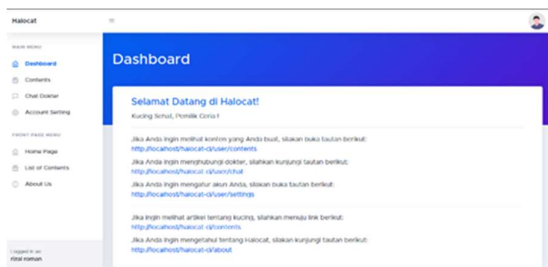 Halocat
MAIN MENU
Dashboard
Contents
Chat Dokter
Account Setting
FRONT PAGE MENU
Home Page
List of Contents
About Us
Logged in as:
rizal roman
Dashboard
Selamat Datang di Halocat!
Kucing Sehat, Pemilik Ceria!
Jika Anda ingin melihat konten yang Anda buat, silakan buka tautan berikut:
http://localhost/halocat-ci/user/contents
Jika Anda ingin menghubungi dokter, silahkan kunjungi tautan berikut:
http://localhost/halocat-ci/user/chat
Jika Anda ingin mengatur akun Anda, silakan buka tautan berikut:
http://localhost/halocat-ci/user/settings
Jika ingin melihat artikel tentang kucing, silahkan menuju link berikut:
http://localhost/halocat-ci/contents
Jika Anda ingin mengetahui tentang Halocat, silakan kunjungi tautan berikut:
http://localhost/halocat-ci/about